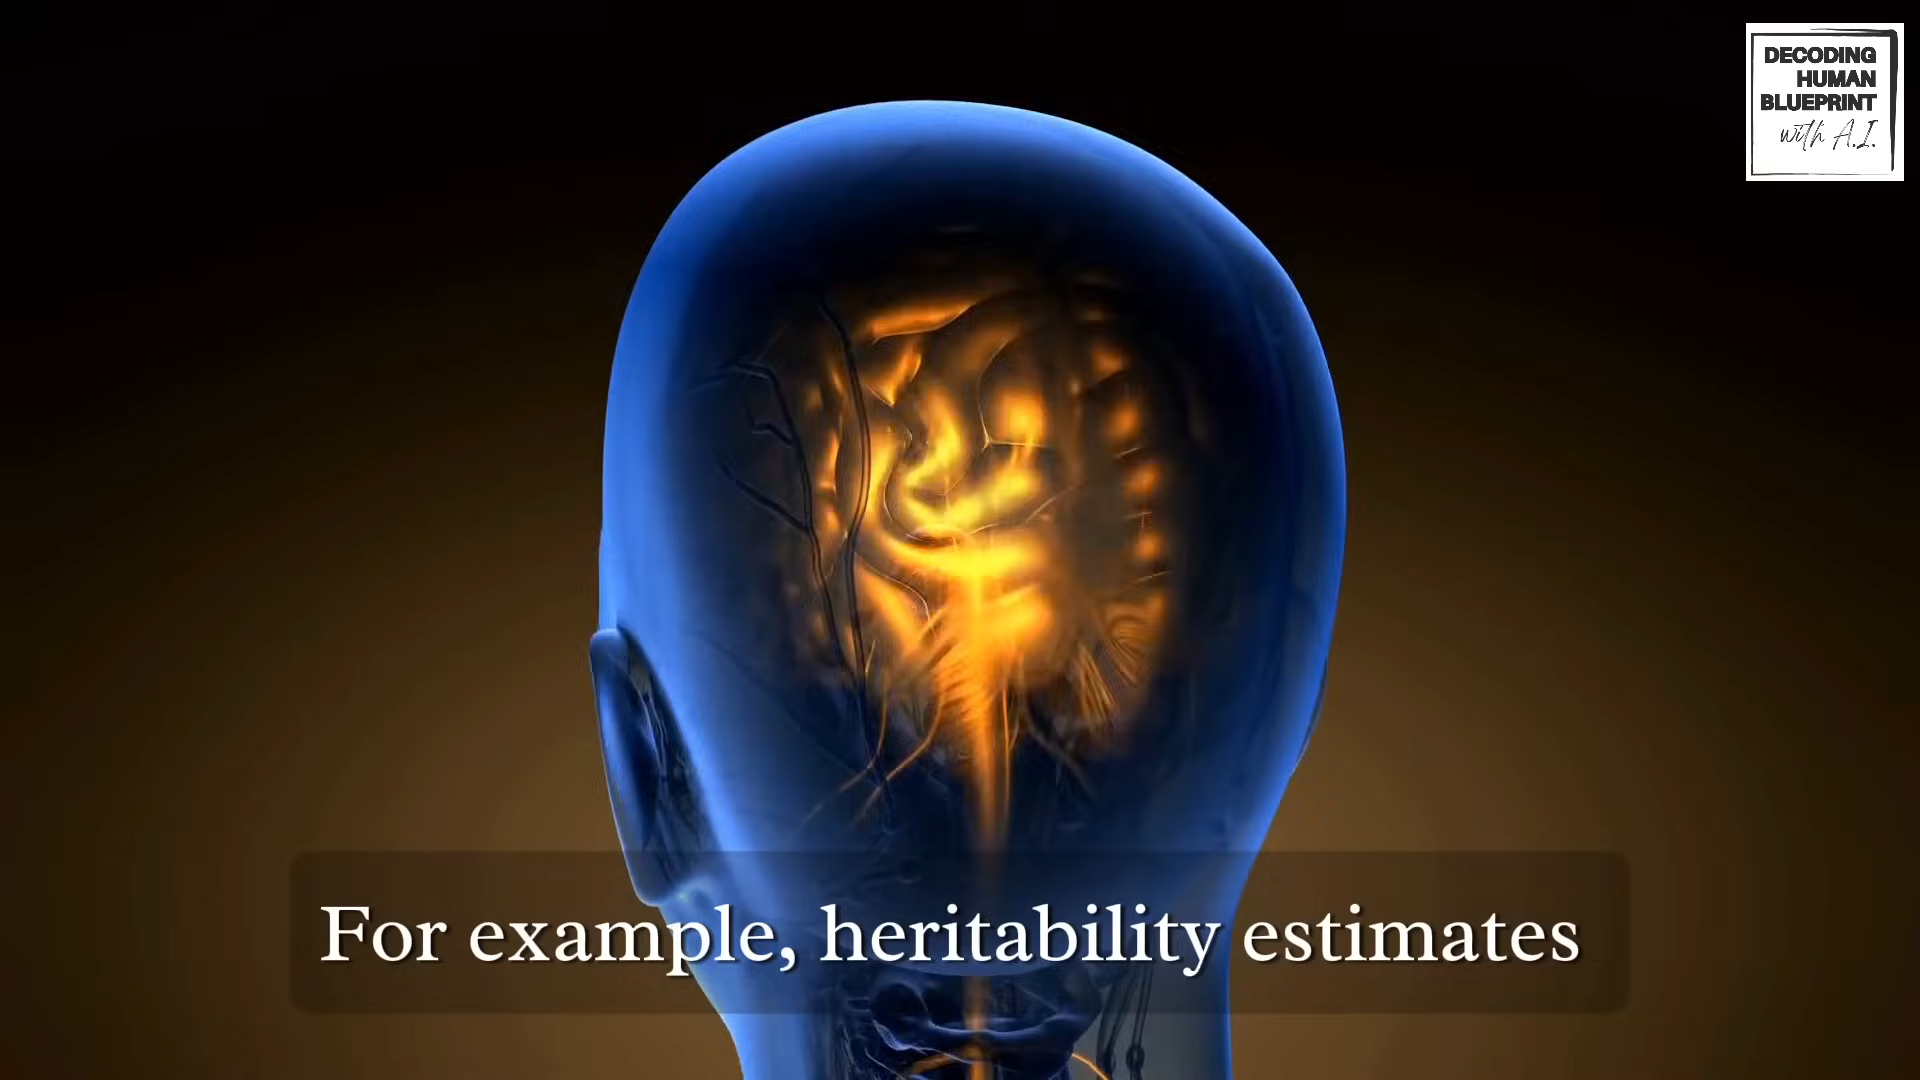 DECODING
HUMAN
BLUEPRINT
with A.I.
For example, heritability estimates